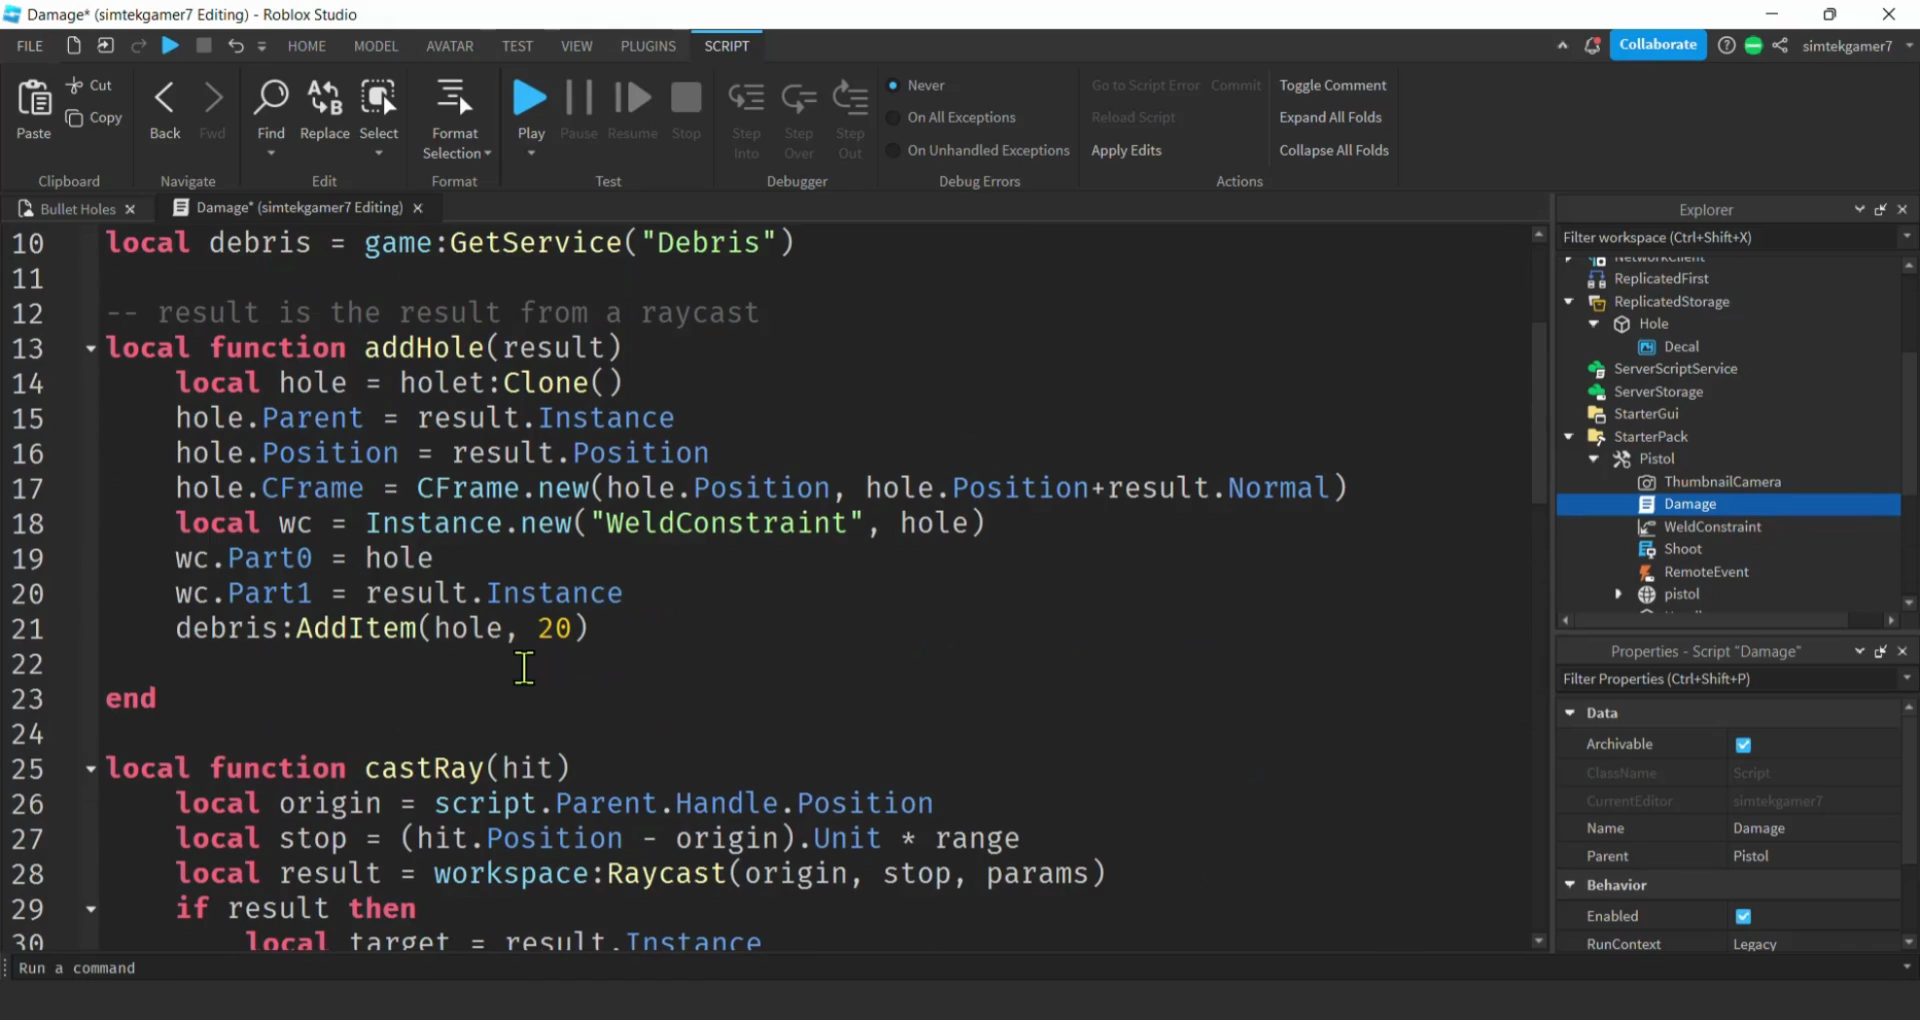 Damage* (simtekgamer7 Editing) - Roblox Studio
FILE HOME MODEL AVATAR TEST VIEW PLUGINS SCRIPT Collaborate simtekgamer7
Paste Cut Copy
Clipboard
Back Fwd
Navigate
Find Replace Select
Edit
Format Selection
Format
Play Pause Resume Stop
Test
Step Into Step Over Step Out
Debugger
Never
On All Exceptions
On Unhandled Exceptions
Debug Errors
Go to Script Error Commit
Reload Script
Apply Edits
Toggle Comment
Expand All Folds
Collapse All Folds
Actions
Bullet Holes Damage* (simtekgamer7 Editing)
10 local debris = game:GetService("Debris")
11
12 -- result is the result from a raycast
13 local function addHole(result)
14 local hole = holet:Clone()
15 hole.Parent = result.Instance
16 hole.Position = result.Position
17 hole.CFrame = CFrame.new(hole.Position, hole.Position+result.Normal)
18 local wc = Instance.new("WeldConstraint", hole)
19 wc.Part0 = hole
20 wc.Part1 = result.Instance
21 debris:AddItem(hole, 20)
22
23 end
24
25 local function castRay(hit)
26 local origin = script.Parent.Handle.Position
27 local stop = (hit.Position - origin).Unit * range
28 local result = workspace:Raycast(origin, stop, params)
29 if result then
30 local target = result.Instance
Run a command
Explorer
Filter workspace (Ctrl+Shift+X)
NetworkClient
ReplicatedFirst
ReplicatedStorage
Hole
Decal
ServerScriptService
ServerStorage
StarterGui
StarterPack
Pistol
ThumbnailCamera
Damage
WeldConstraint
Shoot
RemoteEvent
pistol
Properties - Script "Damage"
Filter Properties (Ctrl+Shift+P)
Data
Archivable
ClassName Script
CurrentEditor simtekgamer7
Name Damage
Parent Pistol
Behavior
Enabled
RunContext Legacy